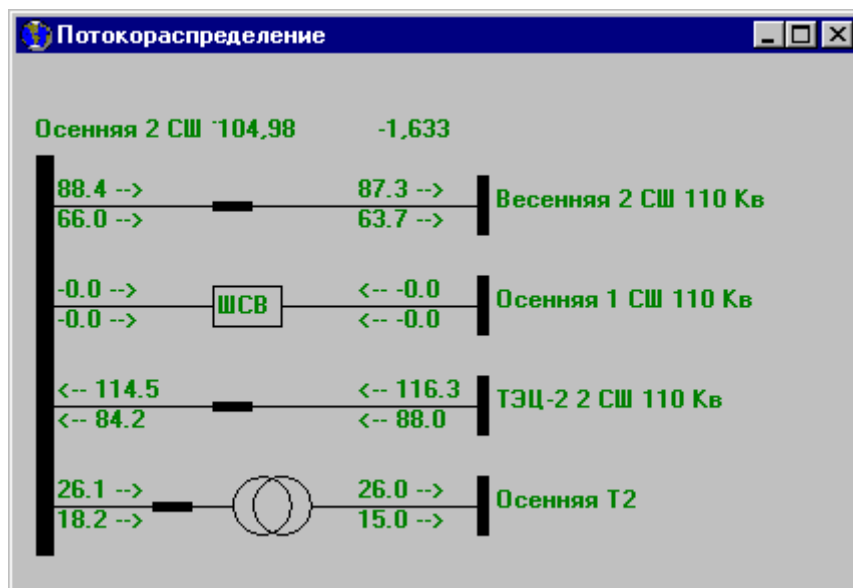 Потокораспределение
Осенняя 2 СШ 104,98 -1,633
88.4 --> 87.3 -->
Весенняя 2 СШ 110 Кв
66.0 --> 63.7 -->
-0.0 --> <-- -0.0
ШСВ Осенняя 1 СШ 110 Кв
-0.0 --> <-- -0.0
<-- 114.5 <-- 116.3
ТЭЦ-2 2 СШ 110 Кв
<-- 84.2 <-- 88.0
26.1 --> 26.0 -->
Осенняя Т2
18.2 --> 15.0 -->